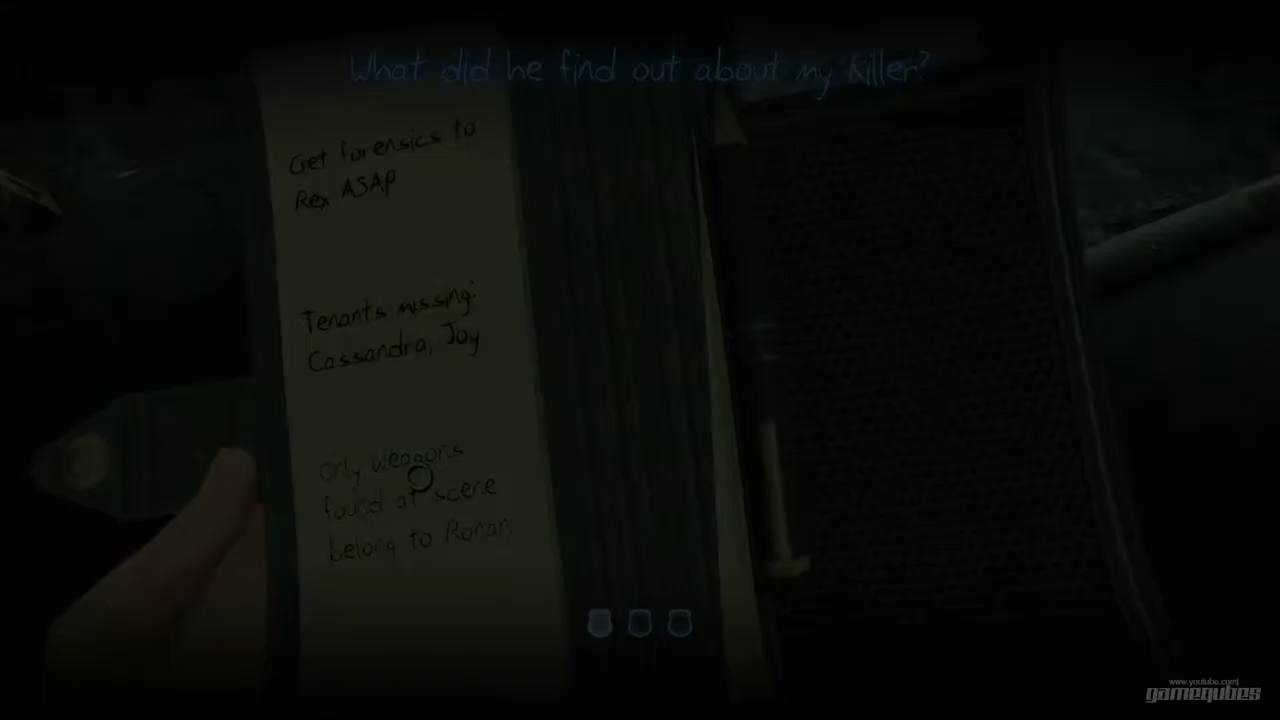 What did he find out about my killer?
Get forensics to
Rex ASAP
Tenants missing:
Cassandra, Joy
Only weapons
found at scene
belong to Ronan
www.youtube.com/
gamequbes